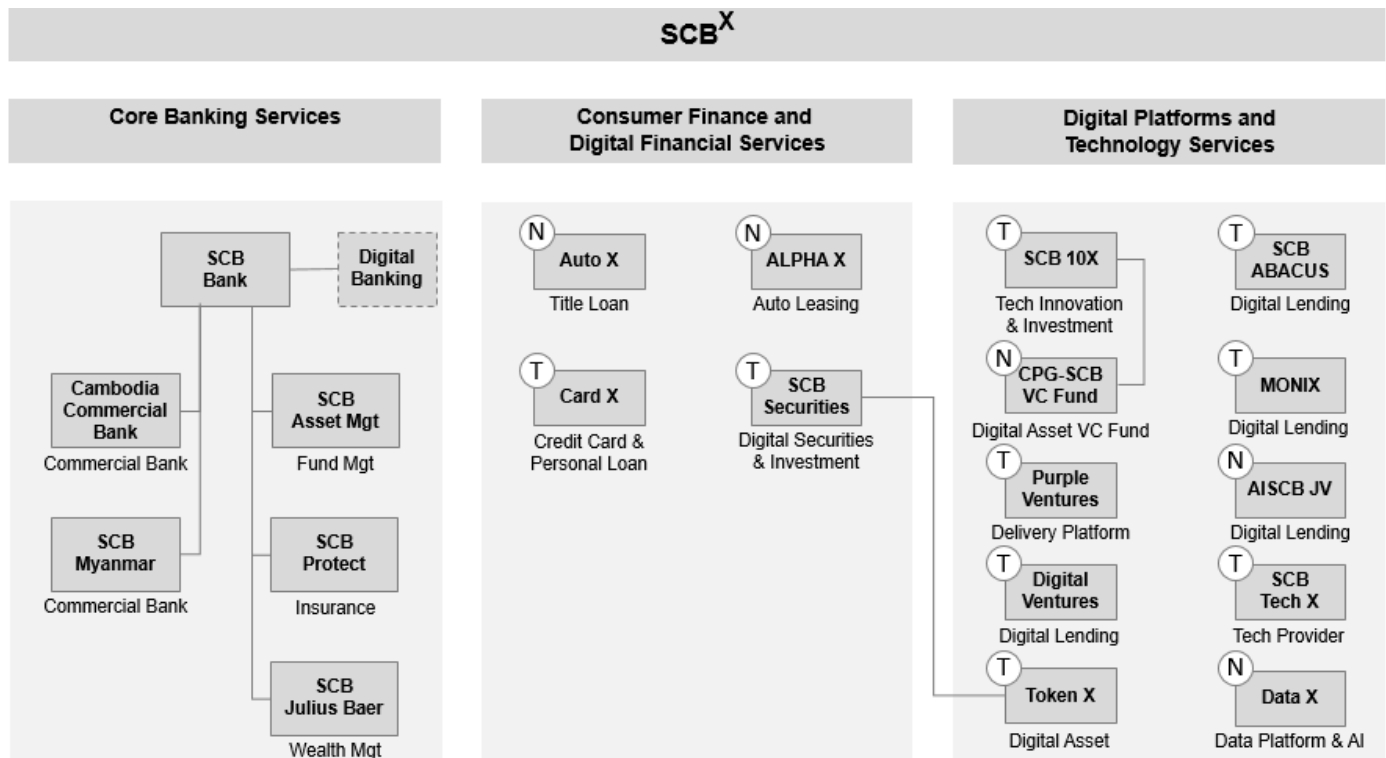 SCBX
Core Banking Services
SCB
Bank
Digital
Banking
Cambodia
Commercial
Bank
Commercial Bank
SCB
Asset Mgt
Fund Mgt
SCB
Myanmar
Commercial Bank
SCB
Protect
Insurance
SCB
Julius Baer
Wealth Mgt
Consumer Finance and
Digital Financial Services
N
Auto X
Title Loan
N
ALPHA X
Auto Leasing
T
Card X
Credit Card &
Personal Loan
T
SCB
Securities
Digital Securities
& Investment
Digital Platforms and
Technology Services
T
SCB 10X
Tech Innovation
& Investment
T
SCB
ABACUS
Digital Lending
N
CPG-SCB
VC Fund
Digital Asset VC Fund
T
MONIX
Digital Lending
T
Purple
Ventures
Delivery Platform
N
AISCB JV
Digital Lending
T
Digital
Ventures
Digital Lending
T
SCB
Tech X
Tech Provider
T
Token X
Digital Asset
N
Data X
Data Platform & AI